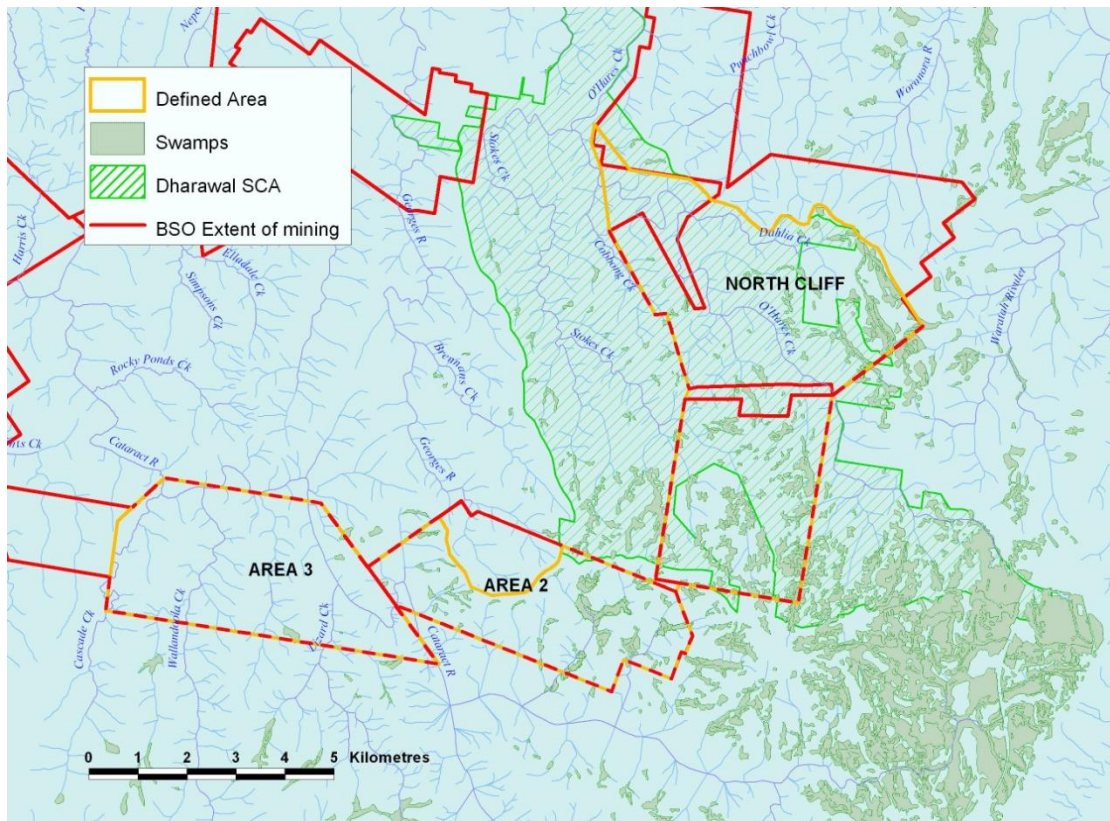 Nepe
O'Hares Ck
Punchbowl Ck
Woronora R
Defined Area
Swamps
Dharawal SCA
BSO Extent of mining
Stokes Ck
Georges R
Harris Ck
Elladale Ck
Simpsons Ck
Cobbong Ck
Dahlia Ck
NORTH CLIFF
O'Hares Ck
Waratah Rivulet
Stokes Ck
Brennans Ck
Rocky Ponds Ck
nts Ck
Cataract R
Georges R
AREA 3
AREA 2
Cascade Ck
Wallandoola Ck
Lizard Ck
Cataract R
0 1 2 3 4 5 Kilometres